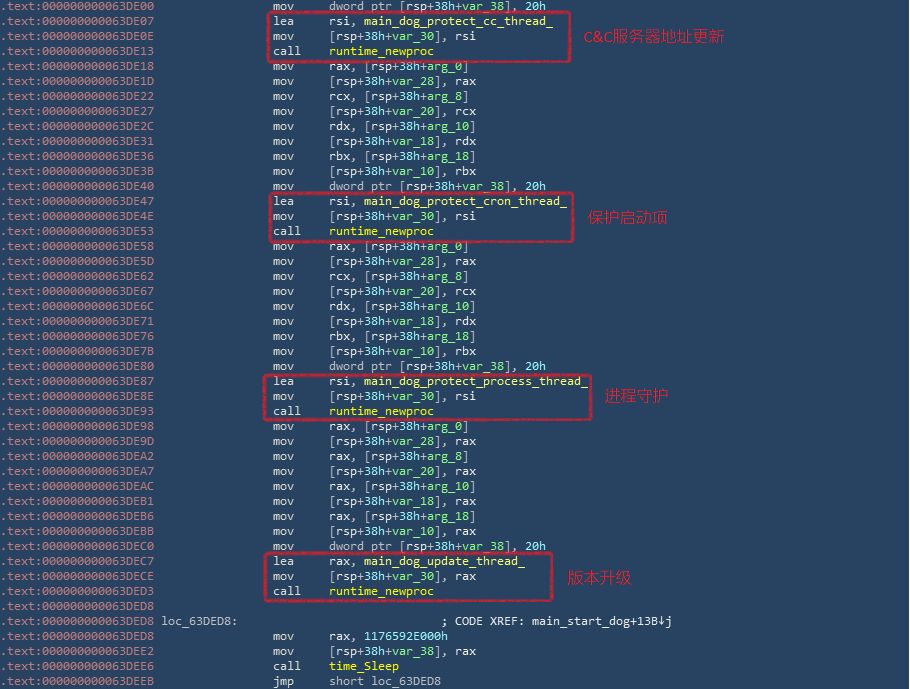 .text:000000000063DE00 mov dword ptr [rsp+38h+var_38], 20h
.text:000000000063DE07 lea rsi, main_dog_protect_cc_thread_
.text:000000000063DE0E mov [rsp+38h+var_30], rsi
C&C服务器地址更新
.text:000000000063DE13 call runtime_newproc
.text:000000000063DE18 mov rax, [rsp+38h+arg_0]
.text:000000000063DE1D mov [rsp+38h+var_28], rax
.text:000000000063DE22 mov rcx, [rsp+38h+arg_8]
.text:000000000063DE27 mov [rsp+38h+var_20], rcx
.text:000000000063DE2C mov rdx, [rsp+38h+arg_10]
.text:000000000063DE31 mov [rsp+38h+var_18], rdx
.text:000000000063DE36 mov rbx, [rsp+38h+arg_18]
.text:000000000063DE3B mov [rsp+38h+var_10], rbx
.text:000000000063DE40 mov dword ptr [rsp+38h+var_38], 20h
.text:000000000063DE47 lea rsi, main_dog_protect_cron_thread_
.text:000000000063DE4E mov [rsp+38h+var_30], rsi
保护启动项
.text:000000000063DE53 call runtime_newproc
.text:000000000063DE58 mov rax, [rsp+38h+arg_0]
.text:000000000063DE5D mov [rsp+38h+var_28], rax
.text:000000000063DE62 mov rcx, [rsp+38h+arg_8]
.text:000000000063DE67 mov [rsp+38h+var_20], rcx
.text:000000000063DE6C mov rdx, [rsp+38h+arg_10]
.text:000000000063DE71 mov [rsp+38h+var_18], rdx
.text:000000000063DE76 mov rbx, [rsp+38h+arg_18]
.text:000000000063DE7B mov [rsp+38h+var_10], rbx
.text:000000000063DE80 mov dword ptr [rsp+38h+var_38], 20h
.text:000000000063DE87 lea rsi, main_dog_protect_process_thread_
.text:000000000063DE8E mov [rsp+38h+var_30], rsi
进程守护
.text:000000000063DE93 call runtime_newproc
.text:000000000063DE98 mov rax, [rsp+38h+arg_0]
.text:000000000063DE9D mov [rsp+38h+var_28], rax
.text:000000000063DEA2 mov rax, [rsp+38h+arg_8]
.text:000000000063DEA7 mov [rsp+38h+var_20], rax
.text:000000000063DEAC mov rax, [rsp+38h+arg_10]
.text:000000000063DEB1 mov [rsp+38h+var_18], rax
.text:000000000063DEB6 mov rax, [rsp+38h+arg_18]
.text:000000000063DEBB mov [rsp+38h+var_10], rax
.text:000000000063DEC0 mov dword ptr [rsp+38h+var_38], 20h
.text:000000000063DEC7 lea rax, main_dog_update_thread_
.text:000000000063DECE mov [rsp+38h+var_30], rax
版本升级
.text:000000000063DED3 call runtime_newproc
.text:000000000063DED8
.text:000000000063DED8 loc_63DED8: ; CODE XREF: main_start_dog+13B↓j
.text:000000000063DED8 mov rax, 1176592E000h
.text:000000000063DEE2 mov [rsp+38h+var_38], rax
.text:000000000063DEE6 call time_Sleep
.text:000000000063DEEB jmp short loc_63DED8